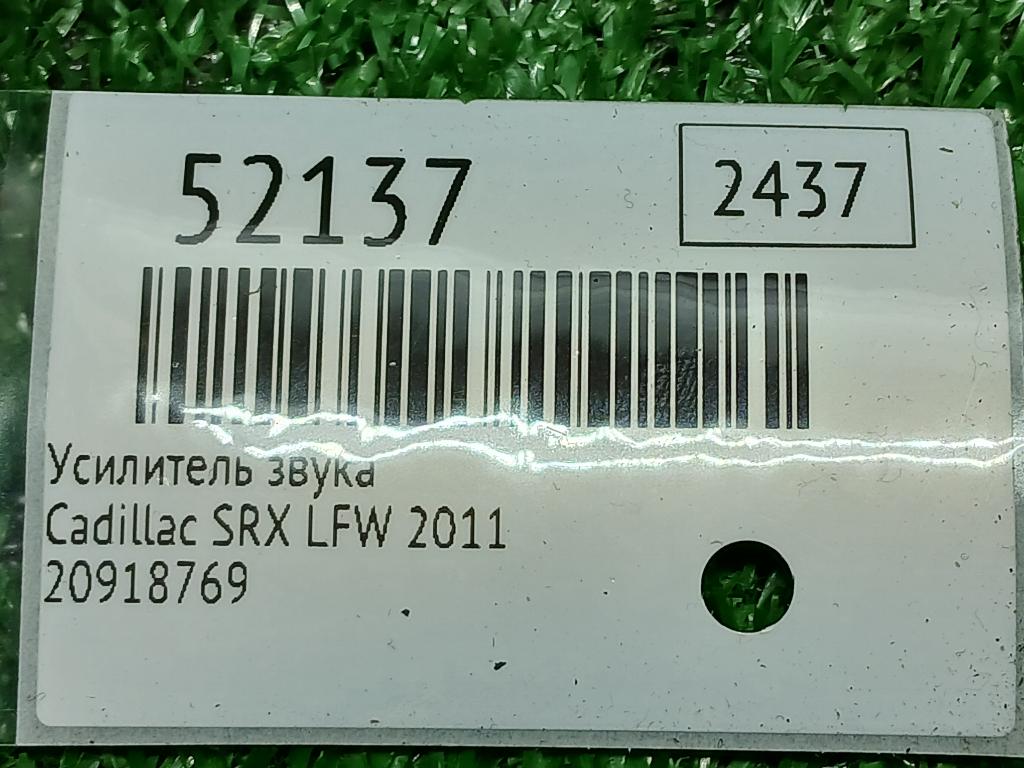 52137
2437
Усилитель звука
Cadillac SRX LFW 2011
20918769